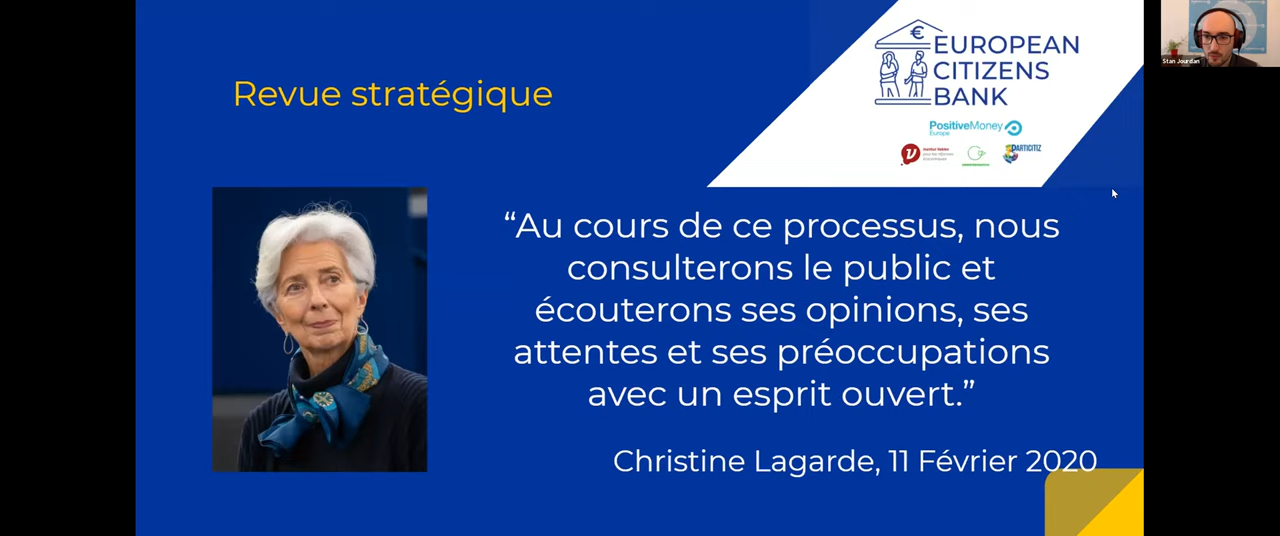 Revue stratégique
EUROPEAN
CITIZENS
BANK
PositiveMoney
Europe
PARTICITIZ
“Au cours de ce processus, nous
consulterons le public et
écouterons ses opinions, ses
attentes et ses préoccupations
avec un esprit ouvert.”
Christine Lagarde, 11 Février 2020
Stan Jourdan